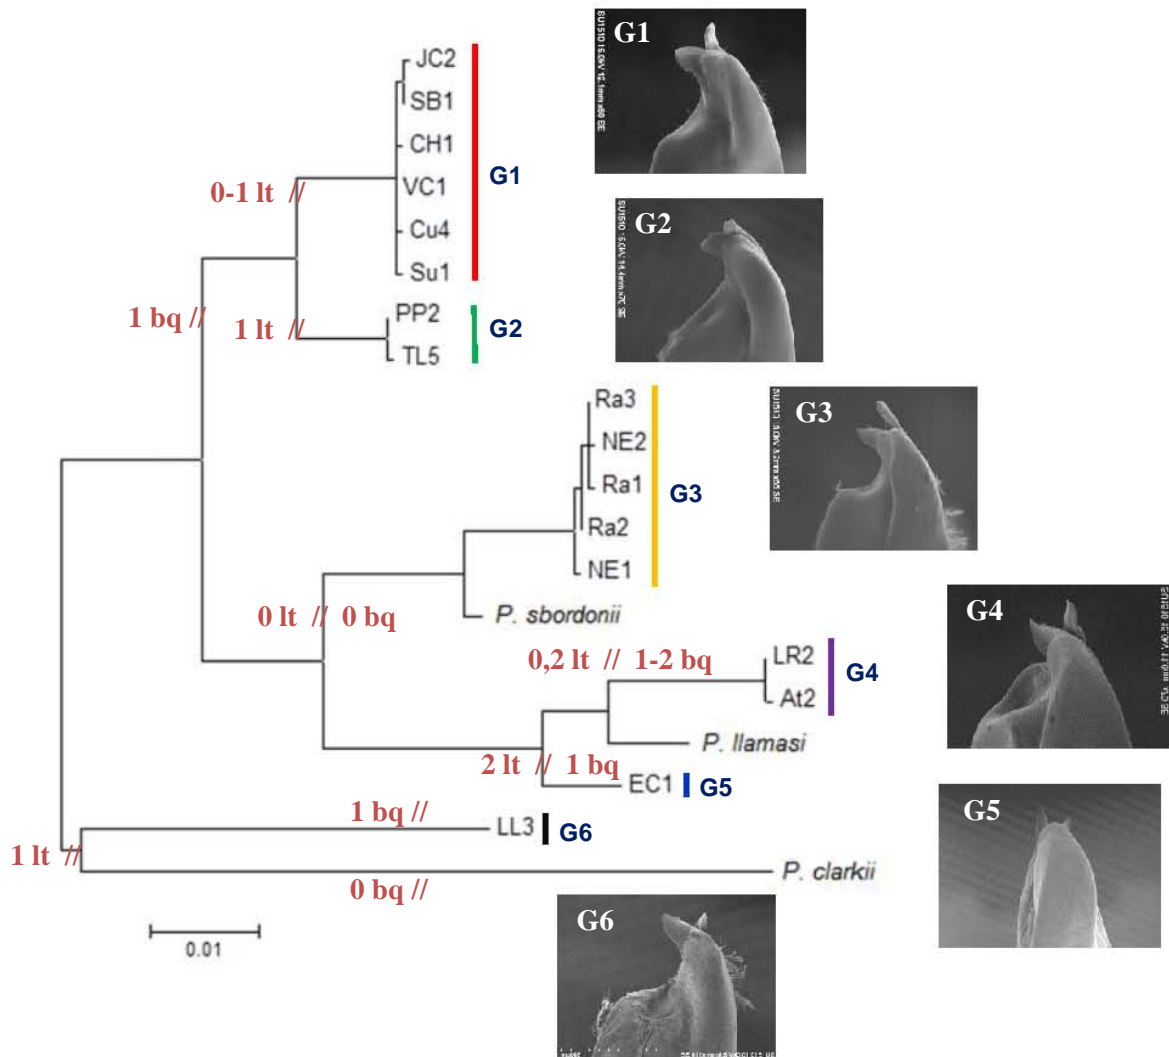 G1
JC2
SB1
CH1
G1
0-1 lt //
VC1
Cu4
G2
Su1
1 bq //
1 lt //
PP2
G2
TL5
Ra3
G3
NE2
Ra1
G3
Ra2
NE1
0 lt // 0 bq
P. sbordonii
G4
0,2 lt // 1-2 bq
LR2
G4
At2
P. llamasi
2 lt // 1 bq
EC1
G5
G5
1 bq //
LL3
G6
1 lt //
P. clarkii
0 bq //
G6
0.01